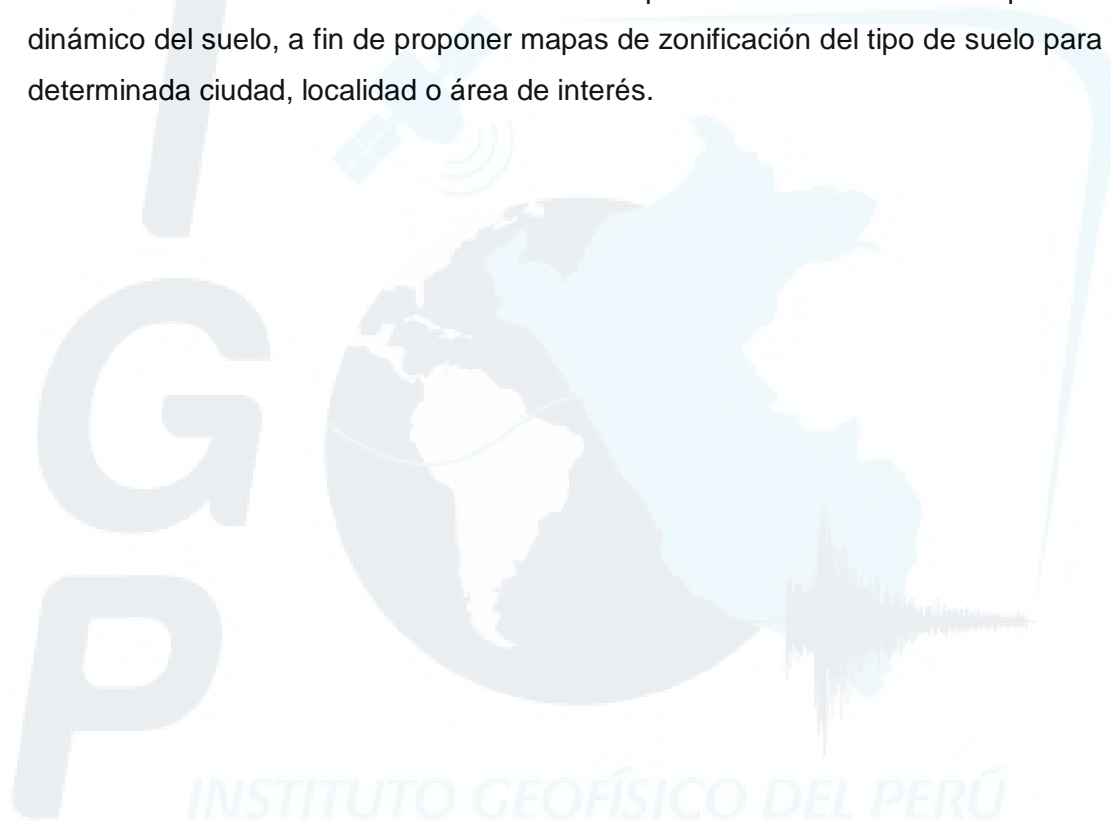 dinámico del suelo, a fin de proponer mapas de zonificación del tipo de suelo para
determinada ciudad, localidad o área de interés.
I
G
P
INSTITUTO GEOFÍSICO DEL PERÚ